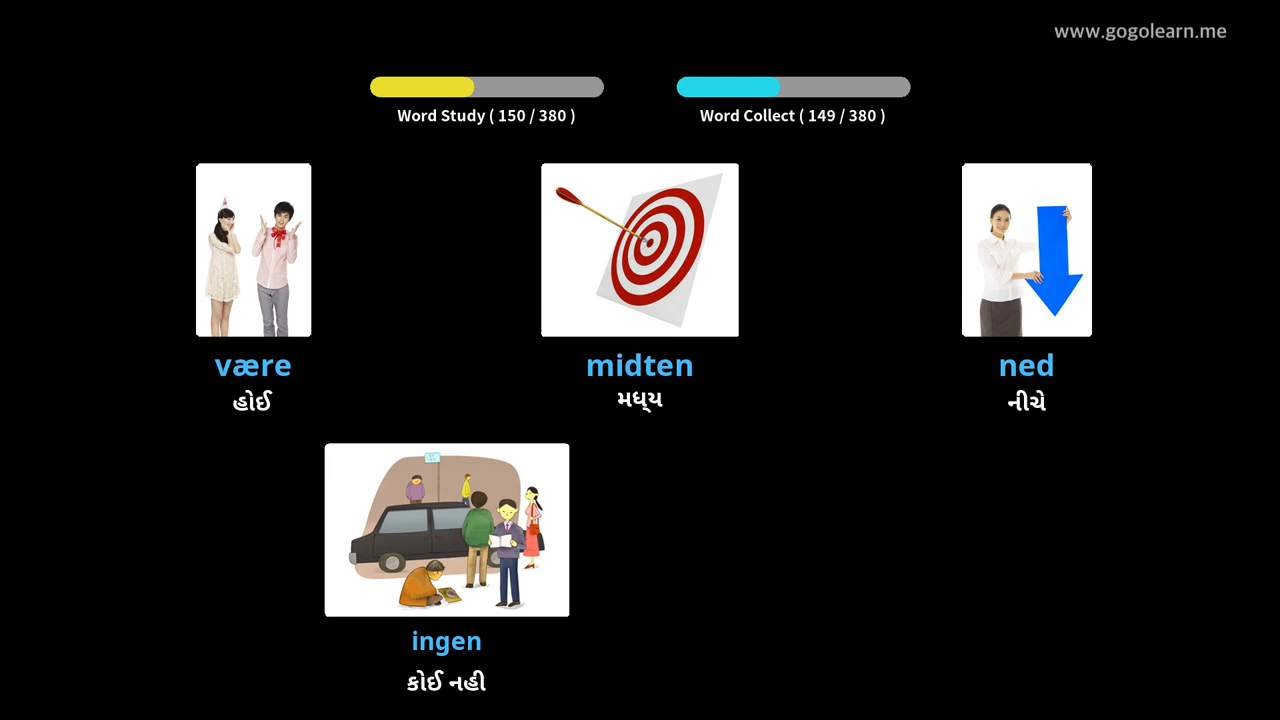 www.gogolearn.me
Word Study ( 150 / 380 )
Word Collect ( 149 / 380 )
være
midten
ned
હોઈ
મધ્ય
નીચે
ingen
કોઈ નહી